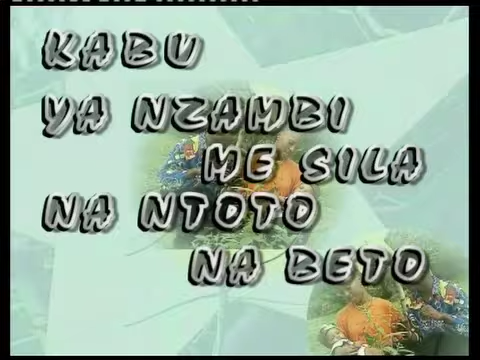 KABU
YA NZAMBI
ME SILA
NA NTOTO
NA BETO